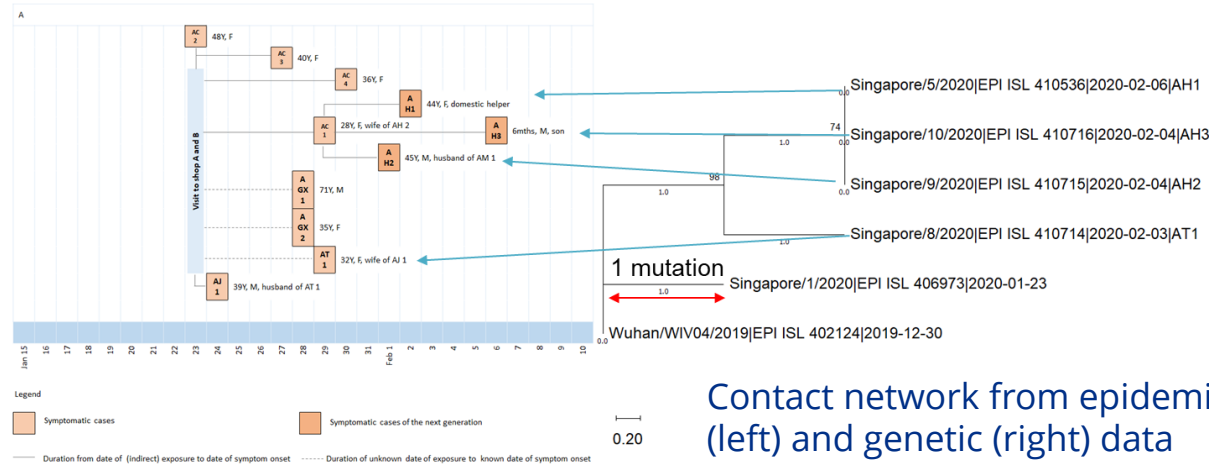 A
AC
2
48Y, F
AC
3
40Y, F
AC
4
36Y, F
A
H1
44Y, F, domestic helper
AC
1
28Y, F, wife of AH 2
A
H3
6mths, M, son
A
H2
45Y, M, husband of AM 1
Visit to shop A and B
A
GX
1
71Y, M
A
GX
2
35Y, F
AT
1
32Y, F, wife of AJ 1
AJ
1
39Y, M, husband of AT 1
Jan 15
16
17
18
19
20
21
22
23
24
25
26
27
28
29
30
31
Feb 1
2
3
4
5
6
7
8
9
10
Legend
Symptomatic cases
Symptomatic cases of the next generation
Duration from date of (indirect) exposure to date of symptom onset
Duration of unknown date of exposure to known date of symptom onset
Singapore/5/2020|EPI ISL 410536|2020-02-06|AH1
0.0
74
Singapore/10/2020|EPI ISL 410716|2020-02-04|AH3
1.0
0.0
98
Singapore/9/2020|EPI ISL 410715|2020-02-04|AH2
0.0
1.0
Singapore/8/2020|EPI ISL 410714|2020-02-03|AT1
1.0
1 mutation
Singapore/1/2020|EPI ISL 406973|2020-01-23
1.0
Wuhan/WIV04/2019|EPI ISL 402124|2019-12-30
0.0
0.20
Contact network from epidemi
(left) and genetic (right) data